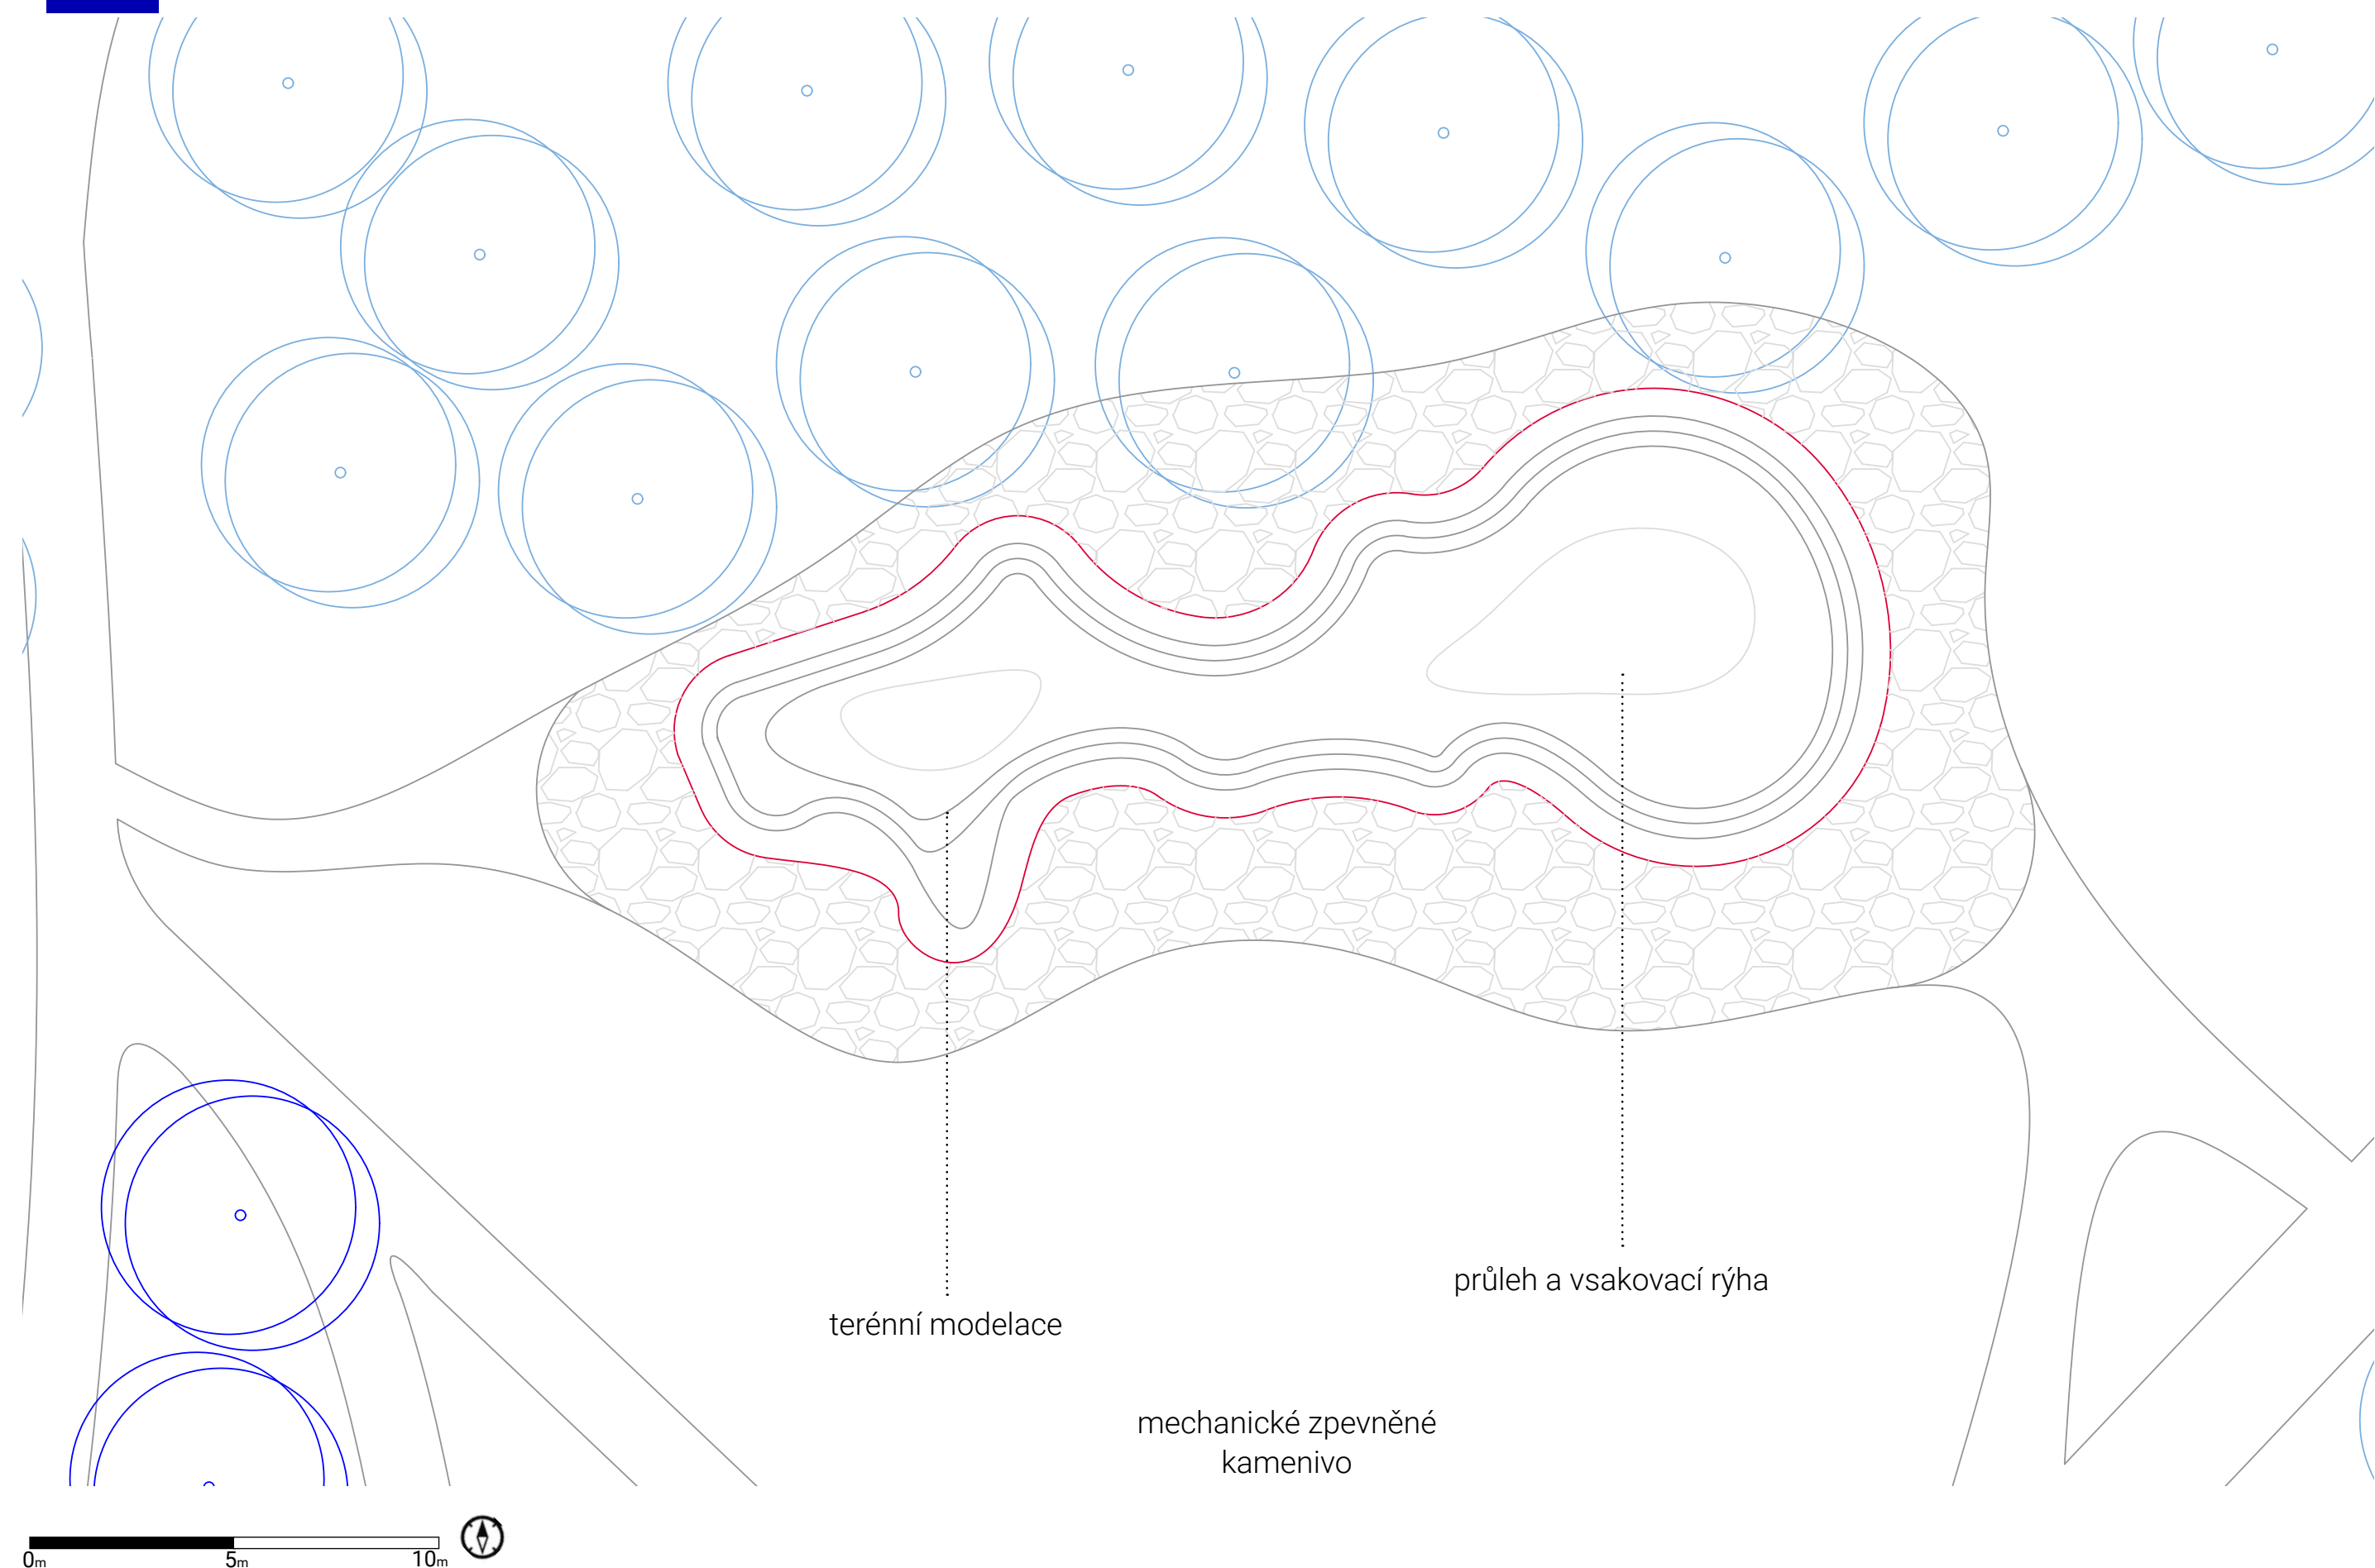 průleh a vsakovací rýha
terénní modelace
mechanické zpevněné
kamenivo
0m 5m 10m